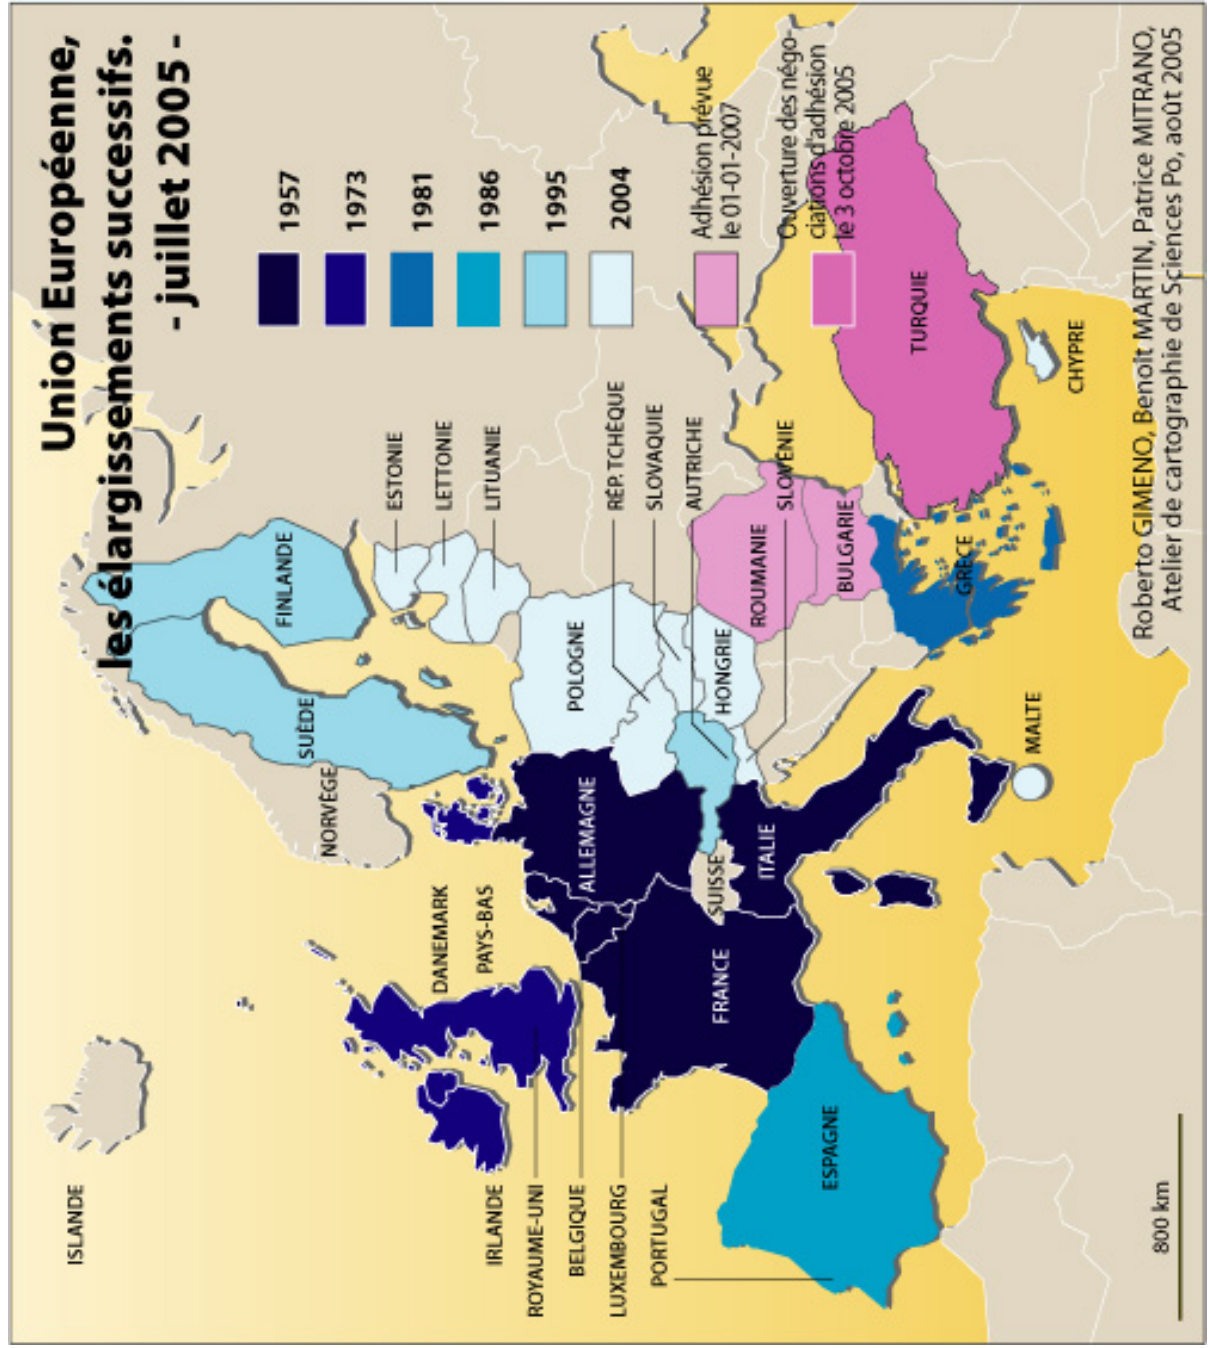 Union Européenne,
les élargissements successifs.
- juillet 2005 -
1957
1973
1981
1986
1995
2004
Adhésion prévue
le 01-01-2007
Ouverture des négo-
ciations d'adhésion
le 3 octobre 2005
ISLANDE
NORVÈGE
SUÈDE
FINLANDE
ESTONIE
LETTONIE
LITUANIE
DANEMARK
PAYS-BAS
IRLANDE
ROYAUME-UNI
BELGIQUE
LUXEMBOURG
PORTUGAL
ALLEMAGNE
POLOGNE
RÉP. TCHÈQUE
SLOVAQUIE
AUTRICHE
SLOVÉNIE
HONGRIE
ROUMANIE
BULGARIE
SUISSE
FRANCE
ITALIE
ESPAGNE
GRÈCE
TURQUIE
MALTE
CHYPRE
800 km
Roberto GIMENO, Benoît MARTIN, Patrice MITRANO,
Atelier de cartographie de Sciences Po, août 2005